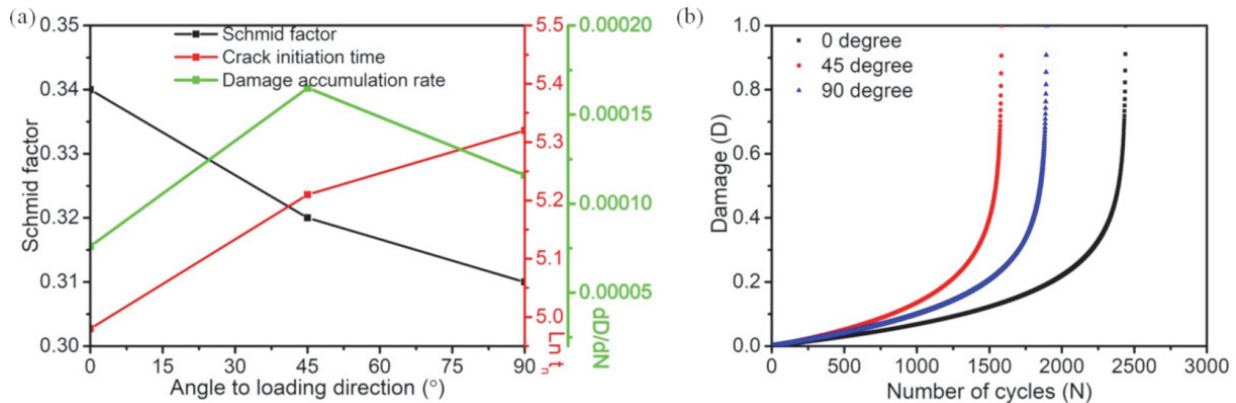 (a)
0.35
0.34
0.33
0.32
0.31
0.30
Schmid factor
Schmid factor
Crack initiation time
Damage accumulation rate
0
15
30
45
60
75
90
Angle to loading direction (°)
5.5
5.4
5.3
5.2
5.1
5.0
Ln tₙ
0.00020
0.00015
0.00010
0.00005
dD/dN
(b)
0 degree
45 degree
90 degree
1.0
0.8
0.6
0.4
0.2
0.0
Damage (D)
0
500
1000
1500
2000
2500
3000
Number of cycles (N)